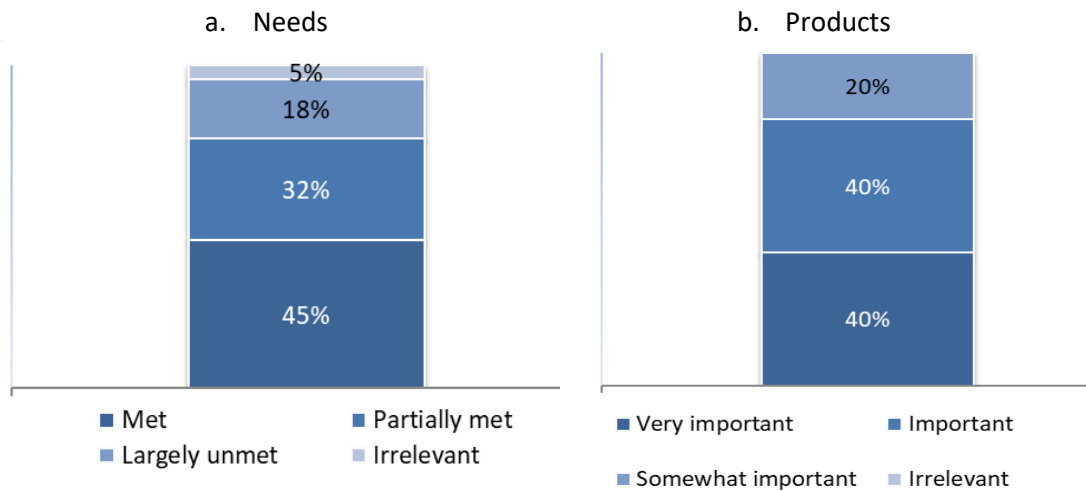 a. Needs
5%
18%
32%
45%
Met
Partially met
Largely unmet
Irrelevant
b. Products
20%
40%
40%
Very important
Important
Somewhat important
Irrelevant